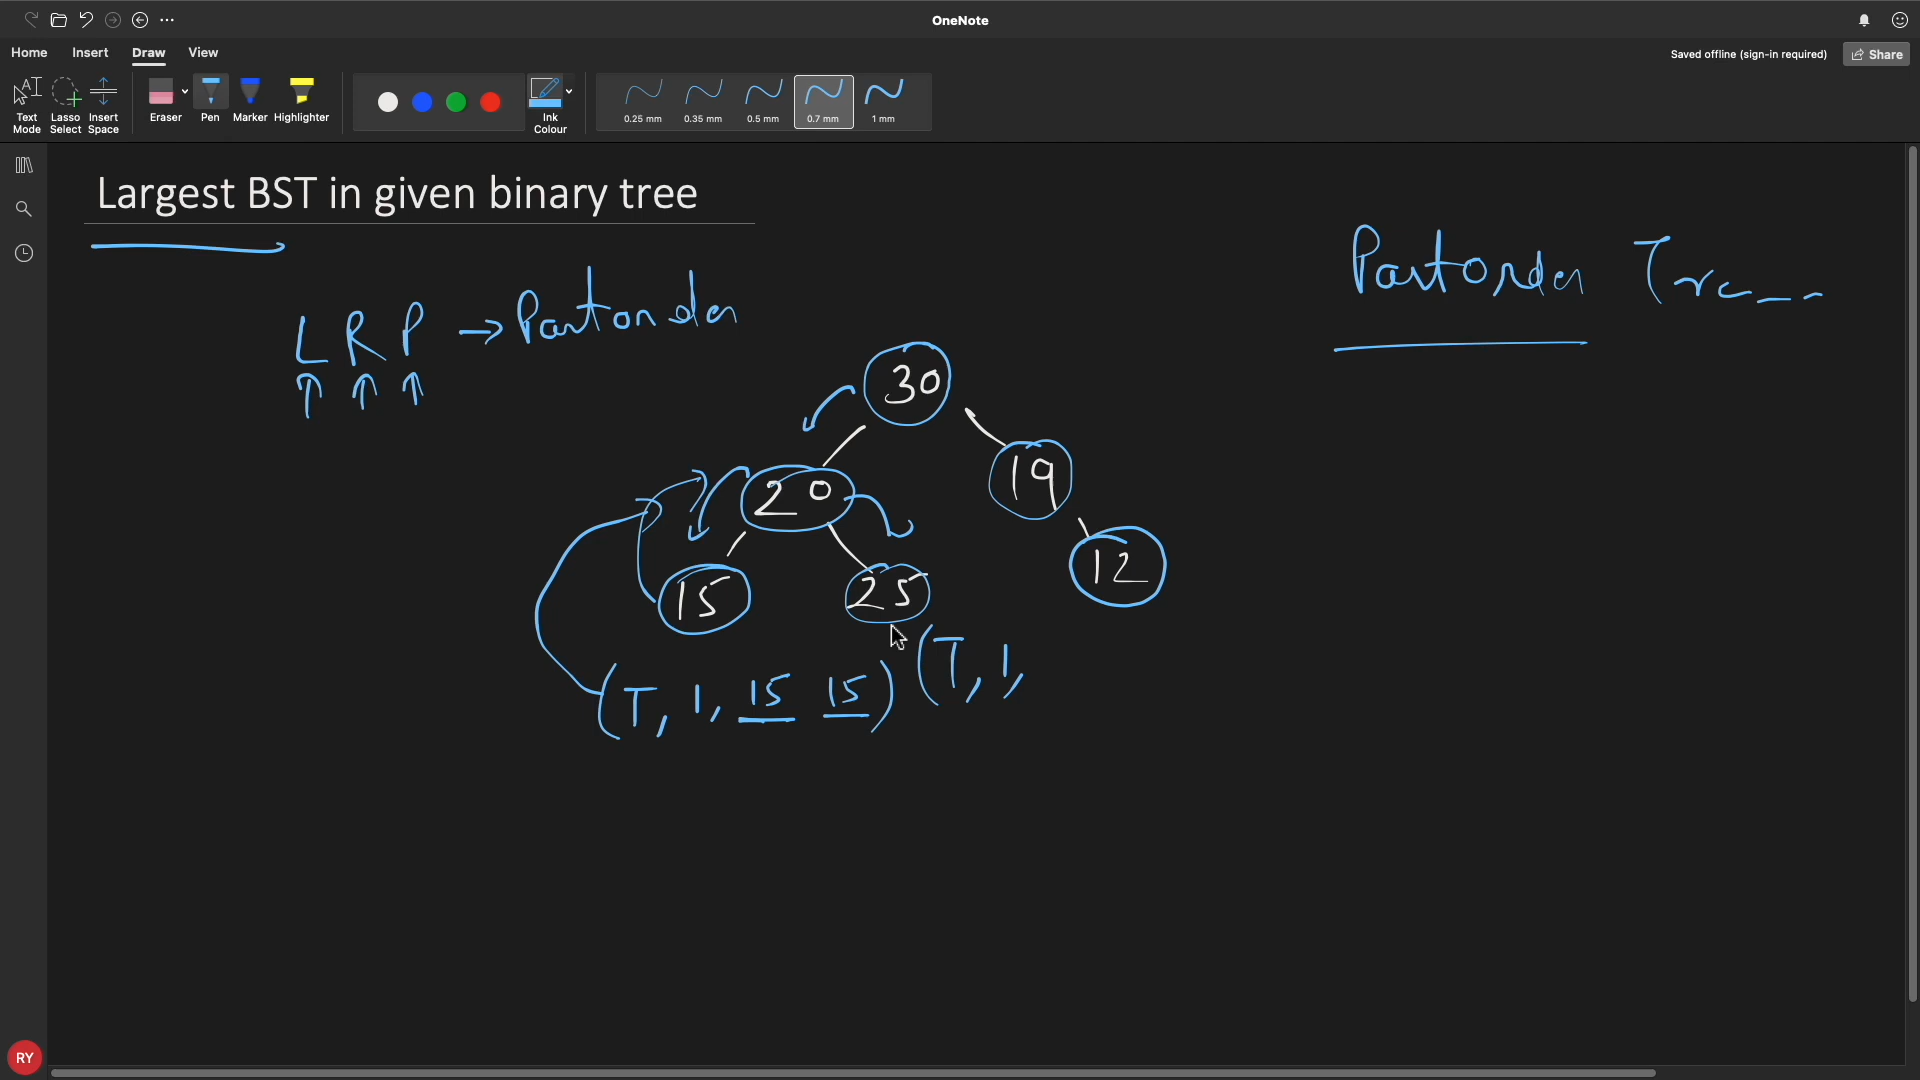 OneNote
Home Insert Draw View
Saved offline (sign-in required) Share
Text Mode
Lasso Select
Insert Space
Eraser
Pen
Marker
Highlighter
Ink Colour
0.25 mm
0.35 mm
0.5 mm
0.7 mm
1 mm
Largest BST in given binary tree
Postorder Tra--
L R P → Postorder
30
20 19
15 25 12
(T, 1, 15 15) (T, 1,
RY